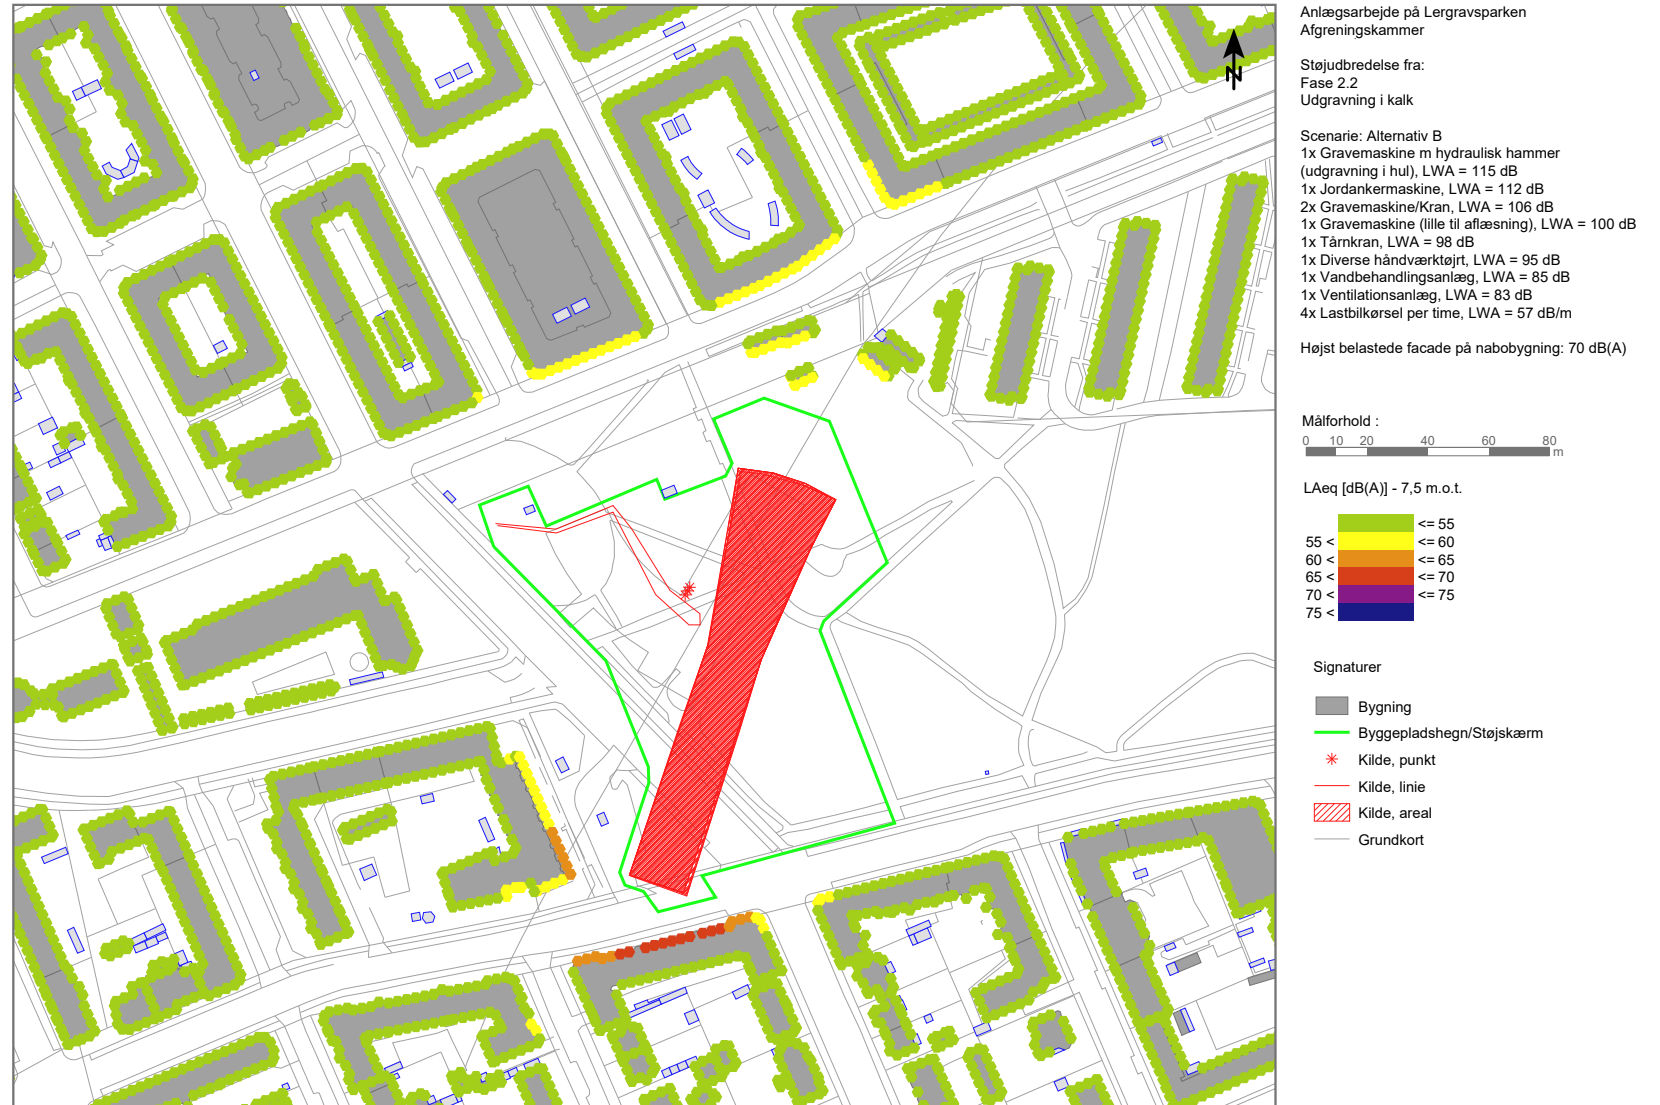 Anlægsarbejde på Lergravsparken
Afgreningskammer
Støjudbredelse fra:
Fase 2.2
Udgravning i kalk
Scenarie: Alternativ B
1x Gravemaskine m hydraulisk hammer
(udgravning i hul), LWA = 115 dB
1x Jordankermaskine, LWA = 112 dB
2x Gravemaskine/Kran, LWA = 106 dB
1x Gravemaskine (lille til aflæsning), LWA = 100 dB
1x Tårnkran, LWA = 98 dB
1x Diverse håndværktøjrt, LWA = 95 dB
1x Vandbehandlingsanlæg, LWA = 85 dB
1x Ventilationsanlæg, LWA = 83 dB
4x Lastbilkørsel per time, LWA = 57 dB/m
Højst belastede facade på nabobygning: 70 dB(A)
N
Målforhold :
0 10 20 40 60 80
m
LAeq [dB(A)] - 7,5 m.o.t.
<= 55
55 < <= 60
60 < <= 65
65 < <= 70
70 < <= 75
75 <
Signaturer
Bygning
Byggepladshegn/Støjskærm
Kilde, punkt
Kilde, linie
Kilde, areal
Grundkort